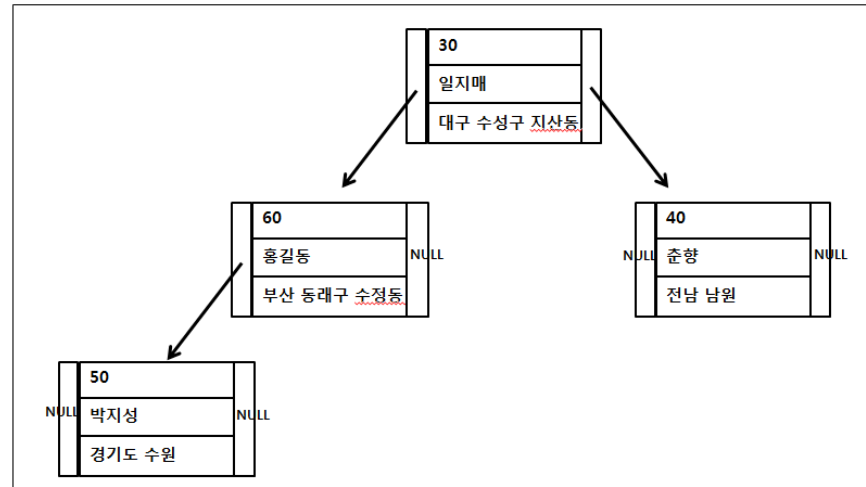 30
일지매
대구 수성구 지산동
60
홍길동
부산 동래구 수정동
NULL
40
NULL
춘향
NULL
전남 남원
50
NULL
박지성
NULL
경기도 수원